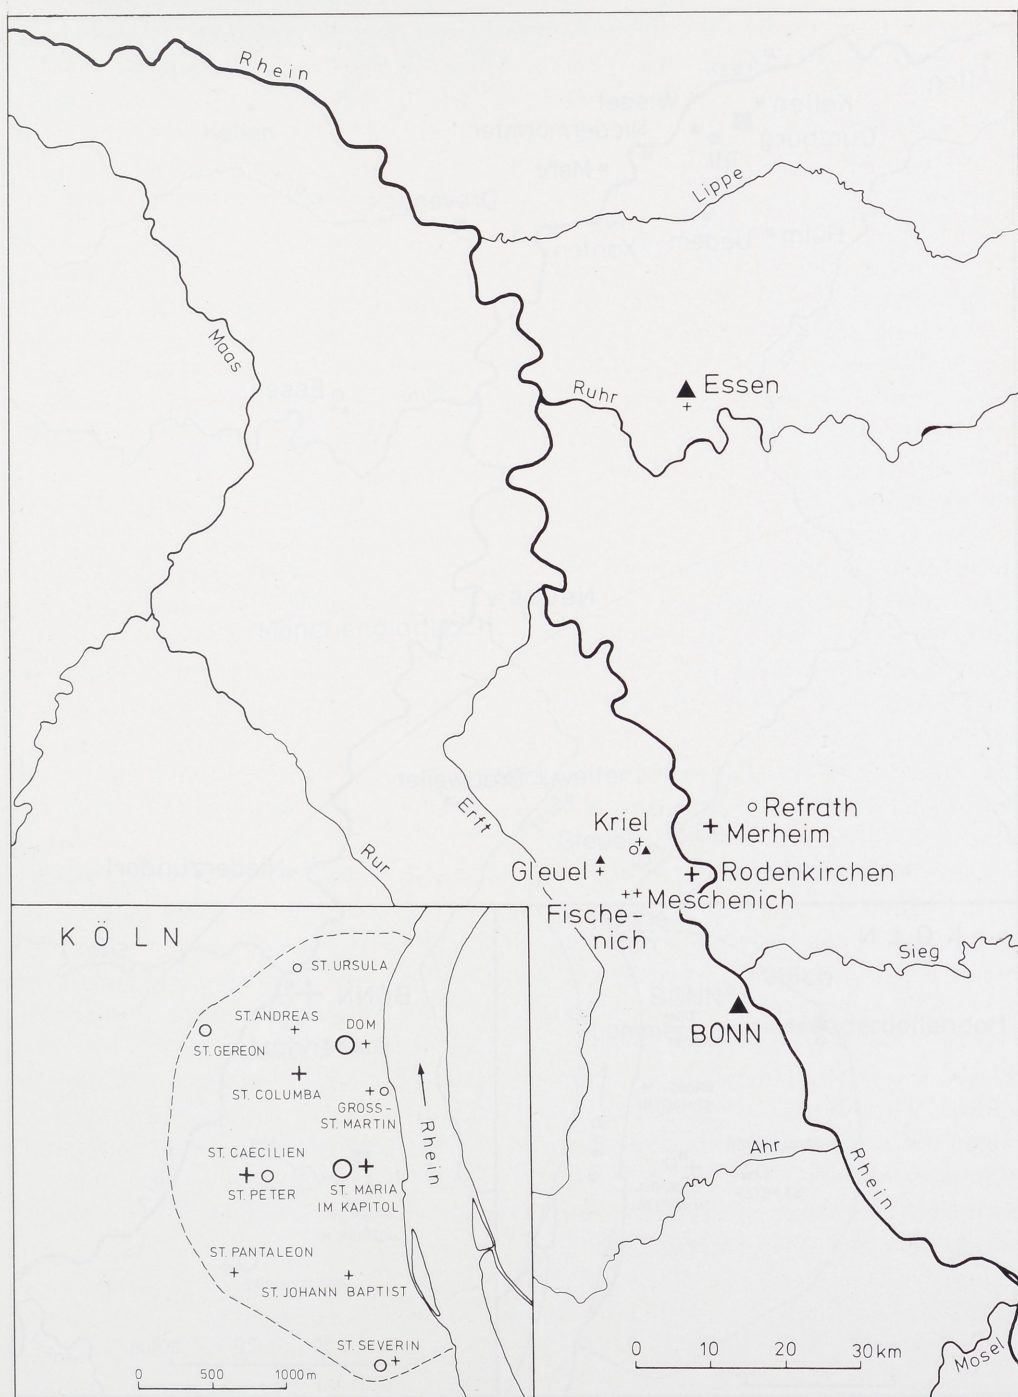 Rhein
Lippe
Maas
Ruhr
Essen
Erft
Rur
Refrath
Kriel
Merheim
Gleuel
Rodenkirchen
Meschenich
Fische-
nich
Sieg
BONN
Ahr
Rhein
Mosel
0 10 20 30 km
KÖLN
ST. URSULA
ST. ANDREAS
DOM
ST. GEREON
ST. COLUMBA
GROSS-
ST. MARTIN
Rhein
ST. CAECILIEN
ST. PETER
ST. MARIA
IM KAPITOL
ST. PANTALEON
ST. JOHANN BAPTIST
ST. SEVERIN
0 500 1000 m